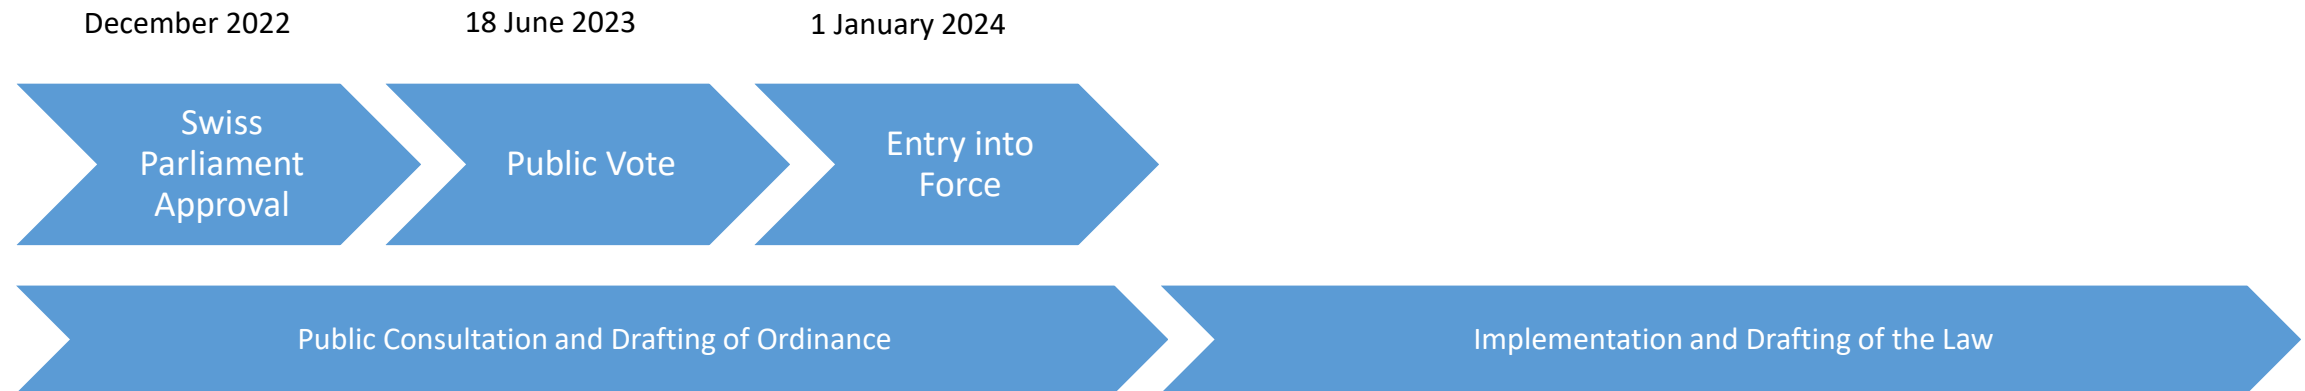 December 2022
18 June 2023
1 January 2024
Swiss
Parliament
Approval
Public Vote
Entry into
Force
Public Consultation and Drafting of Ordinance
Implementation and Drafting of the Law